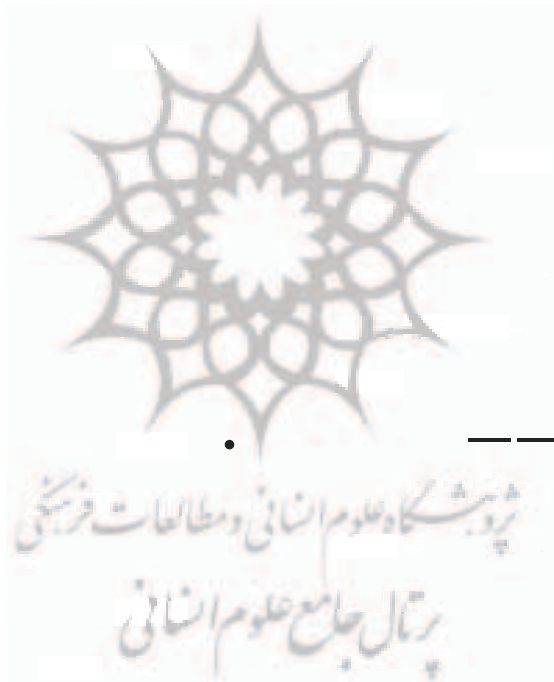 پژوهشگاه علوم انسانی و مطالعات فرهنگی
پرتال جامع علوم انسانی